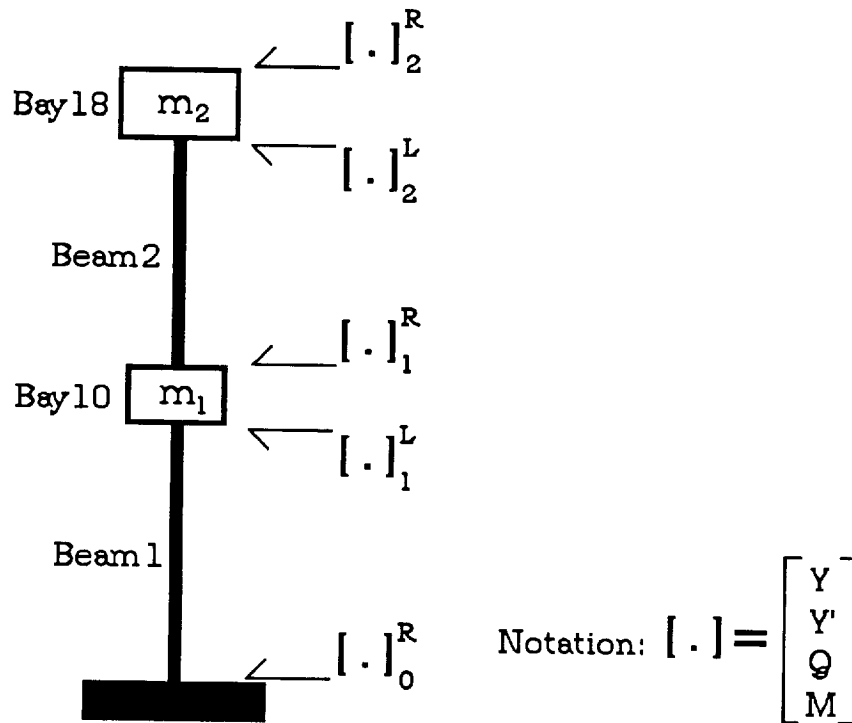 [.]₂ᴿ
Bay18 m₂
[.]₂ᴸ
Beam2
[.]₁ᴿ
Bay10 m₁
[.]₁ᴸ
Beam1
[.]₀ᴿ
Notation: [.] = [Y
Y'
Q
M]